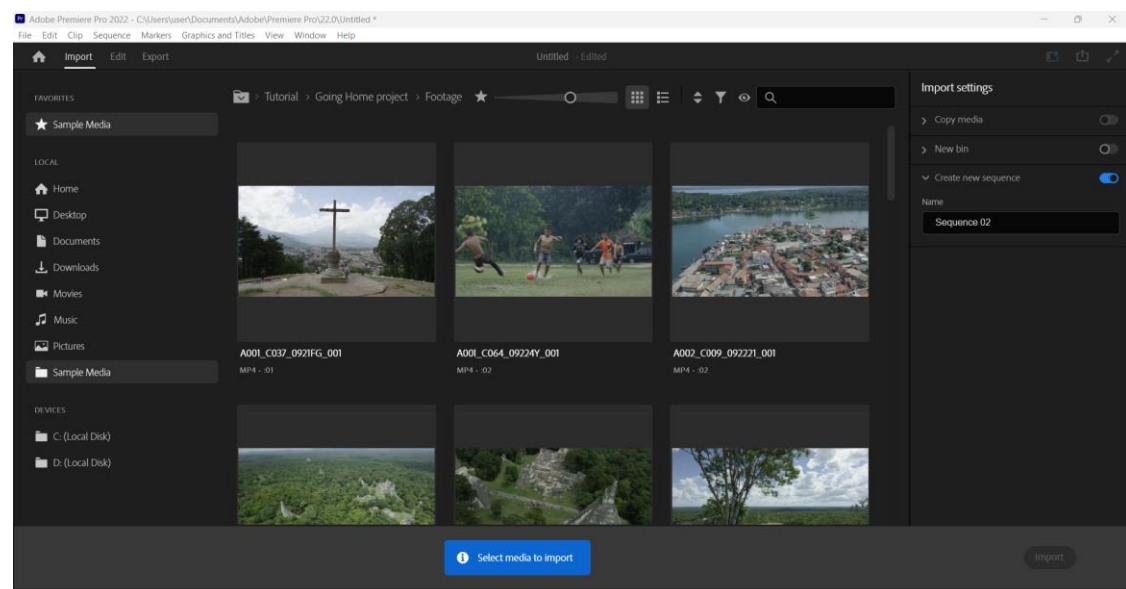 Pr Adobe Premiere Pro 2022 - C:\Users\user\Documents\Adobe\Premiere Pro\22.0\Untitled *
File Edit Clip Sequence Markers Graphics and Titles View Window Help
Import Edit Export
Untitled - Edited
FAVORITES
Sample Media
LOCAL
Home
Desktop
Documents
Downloads
Movies
Music
Pictures
Sample Media
DEVICES
C: (Local Disk)
D: (Local Disk)
> Tutorial > Going Home project > Footage
A001_C037_0921FG_001
MP4 - :01
A001_C064_09224Y_001
MP4 - :02
A002_C009_092221_001
MP4 - :02
Import settings
Copy media
New bin
Create new sequence
Name
Sequence 02
Select media to import
Import